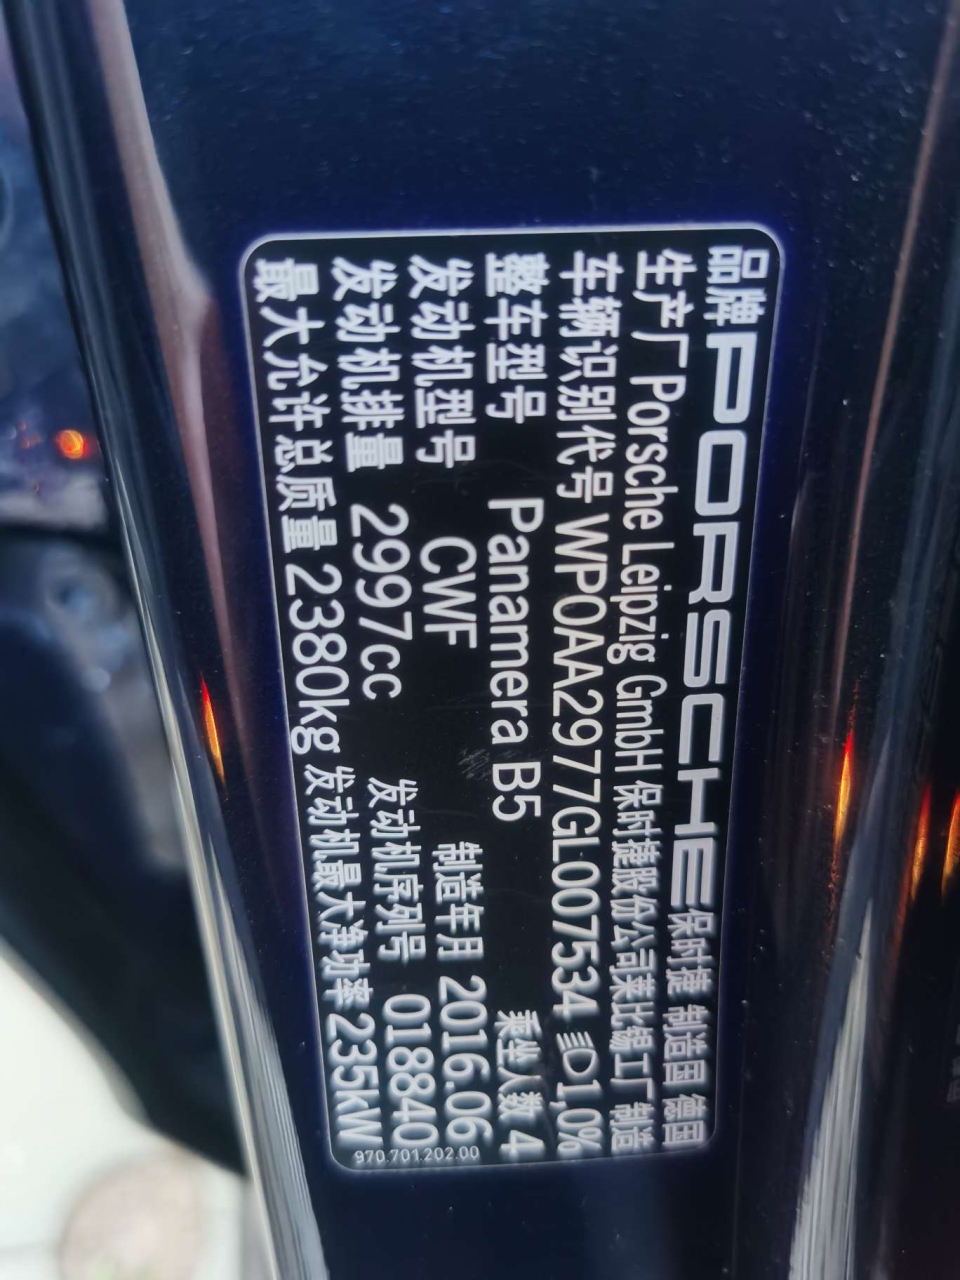 品牌 PORSCHE 保时捷 制造国 德国
生产厂 Porsche Leipzig GmbH 保时捷股份公司莱比锡工厂 制造
车辆识别代号 WP0AA2977GL007534 1,0%
整车型号 Panamera B5 乘坐人数 4
发动机型号 CWF 制造年月 2016.06
发动机排量 2997cc 发动机序列号 018840
最大允许总质量 2380kg 发动机最大净功率 235kW
970.701.202.00